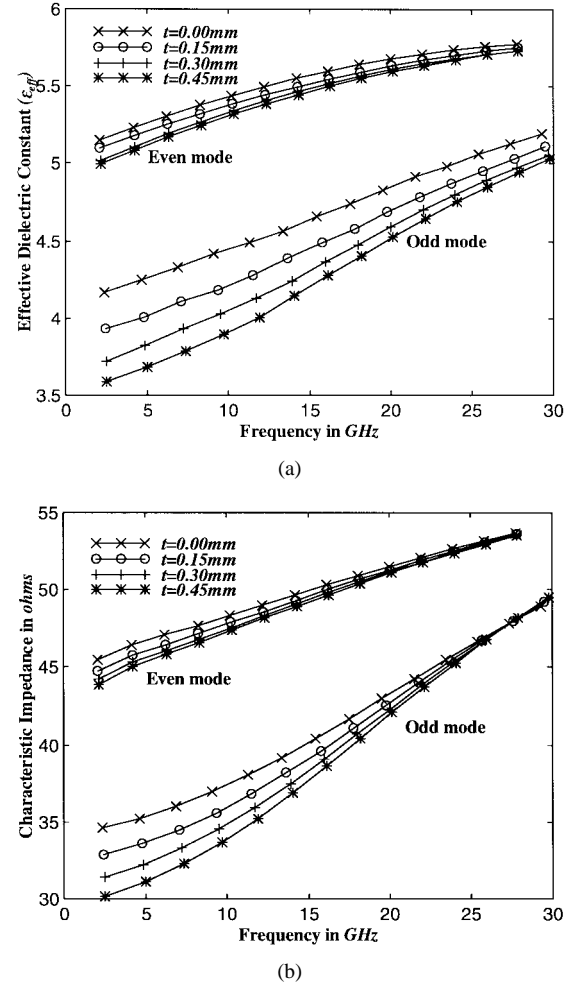 6
5.5
5
4.5
4
3.5
Effective Dielectric Constant (ε_eff)
t=0.00mm
t=0.15mm
t=0.30mm
t=0.45mm
Even mode
Odd mode
0 5 10 15 20 25 30
Frequency in GHz
(a)
55
50
45
40
35
30
Characteristic Impedance in ohms
t=0.00mm
t=0.15mm
t=0.30mm
t=0.45mm
Even mode
Odd mode
0 5 10 15 20 25 30
Frequency in GHz
(b)